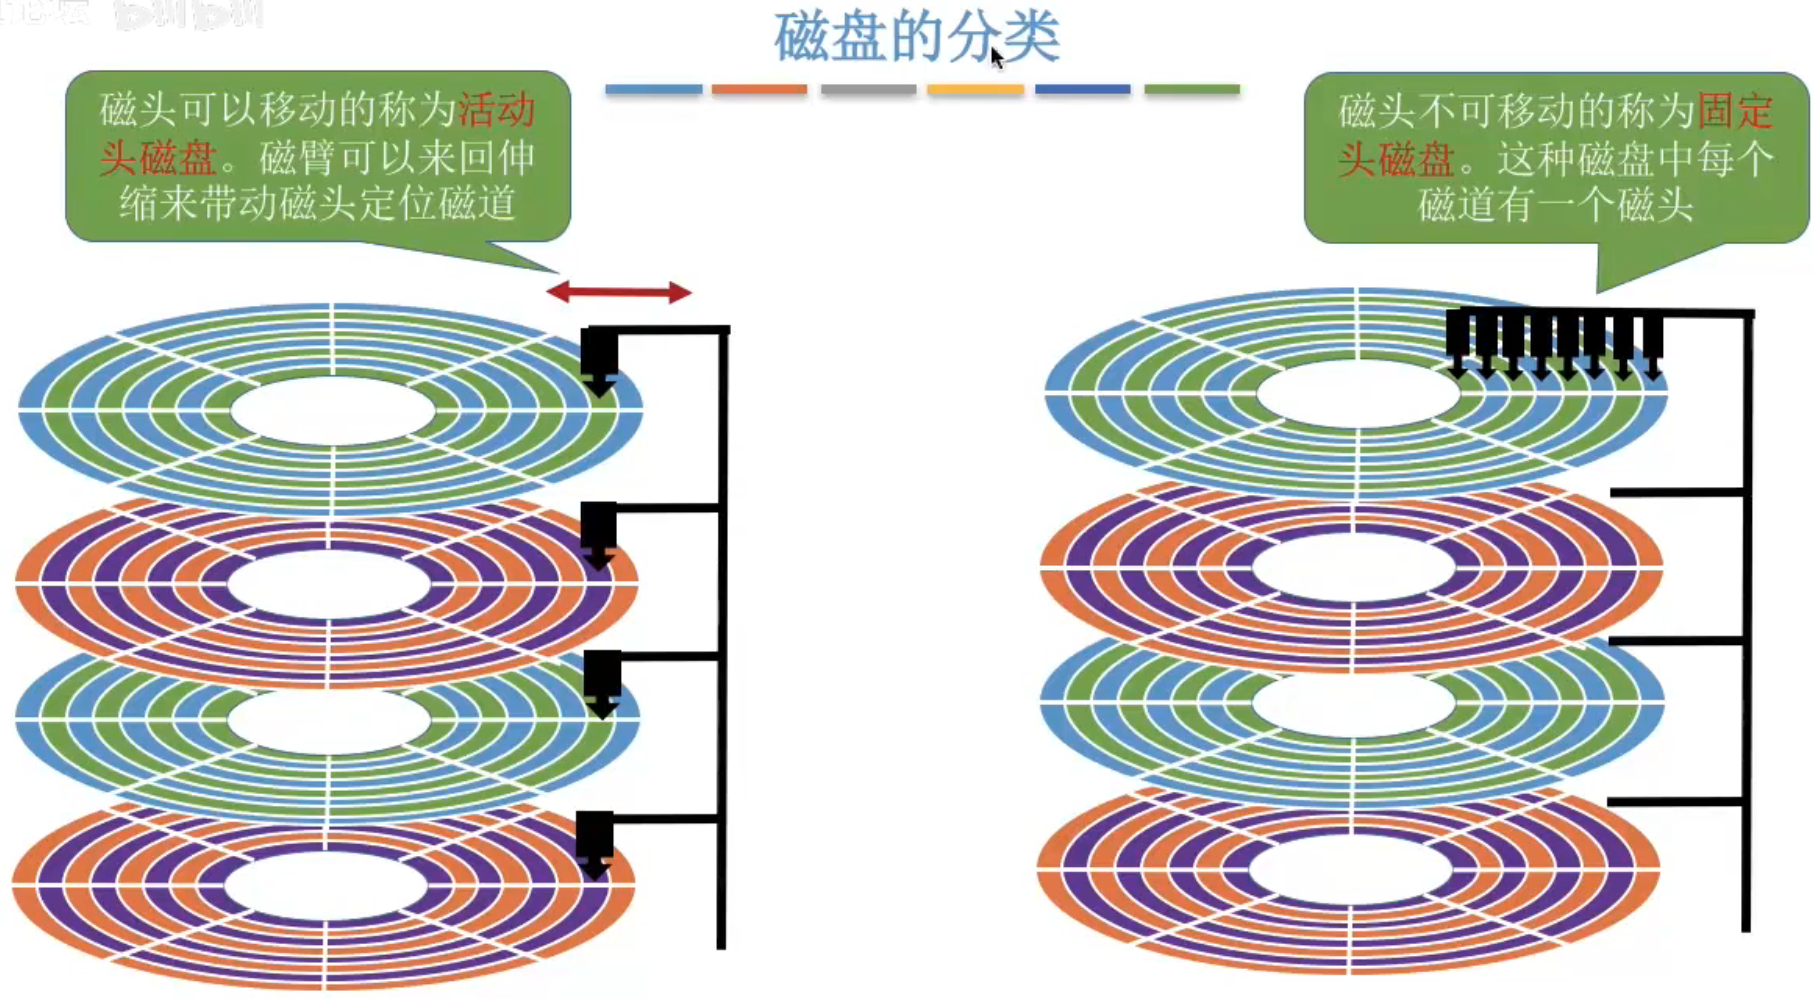 磁盘的分类
磁头可以移动的称为活动
头磁盘。磁臂可以来回伸
缩来带动磁头定位磁道
磁头不可移动的称为固定
头磁盘。这种磁盘中每个
磁道有一个磁头